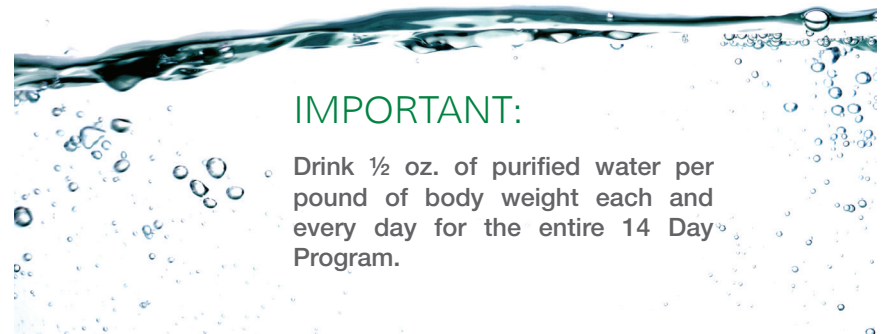 IMPORTANT:
Drink ½ oz. of purified water per
pound of body weight each and
every day for the entire 14 Day
Program.